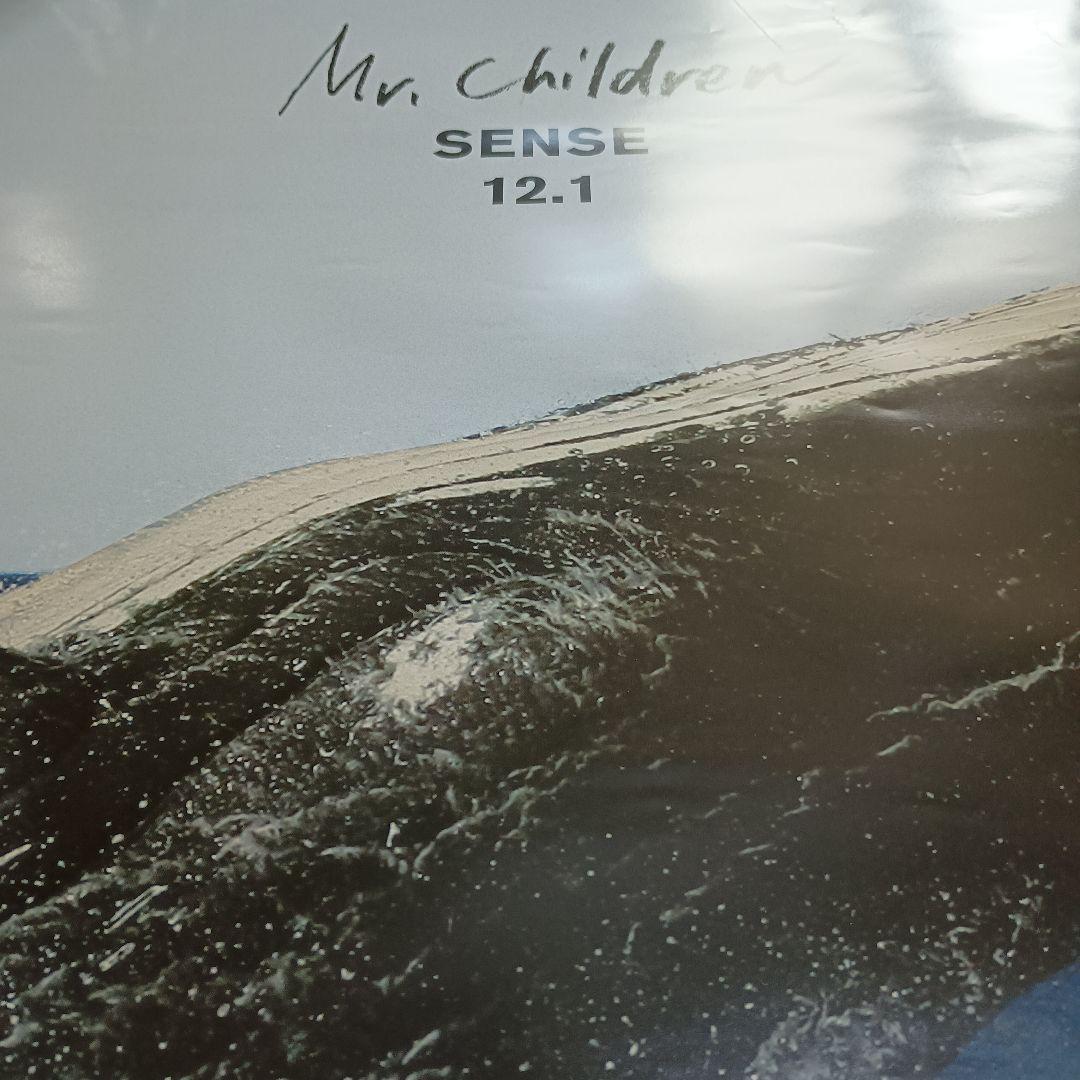 Mr. Children
SENSE
12.1